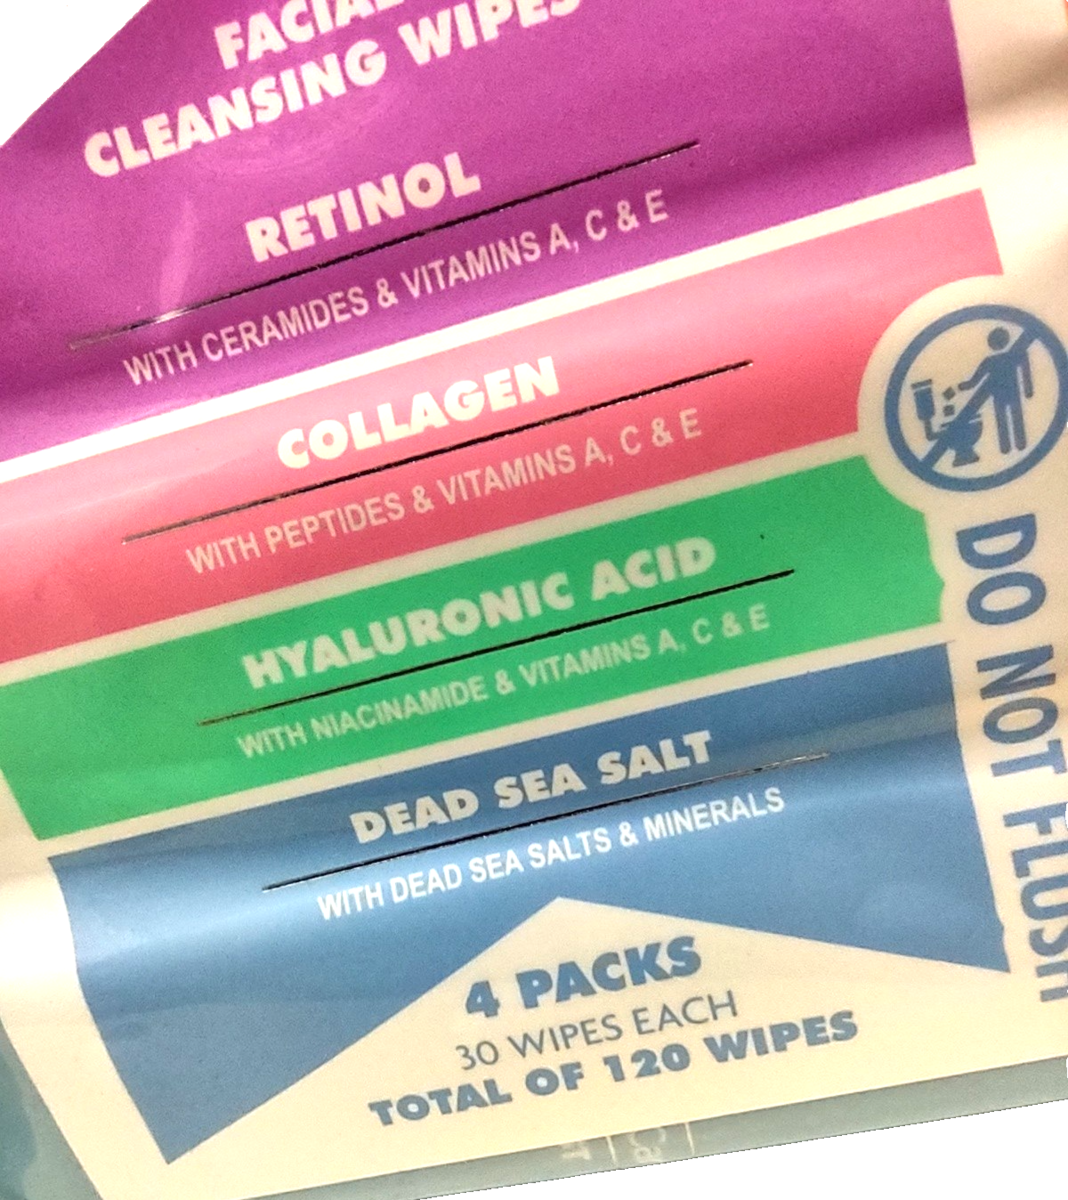 FACIAL
CLEANSING WIPES
RETINOL
WITH CERAMIDES & VITAMINS A, C & E
COLLAGEN
WITH PEPTIDES & VITAMINS A, C & E
HYALURONIC ACID
WITH NIACINAMIDE & VITAMINS A, C & E
DEAD SEA SALT
WITH DEAD SEA SALTS & MINERALS
4 PACKS
30 WIPES EACH
TOTAL OF 120 WIPES
DO NOT FLUSH